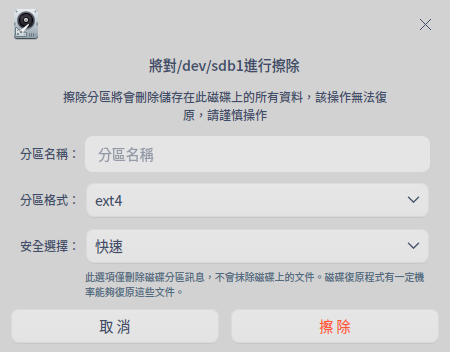 將對/dev/sdb1進行擦除
擦除分區將會刪除儲存在此磁碟上的所有資料，該操作無法復
原，請謹慎操作
分區名稱： 分區名稱
分區格式： ext4
安全選擇： 快速
此選項僅刪除磁碟分區訊息，不會抹除磁碟上的文件。磁碟復原程式有一定機
率能夠復原這些文件。
取 消 擦 除